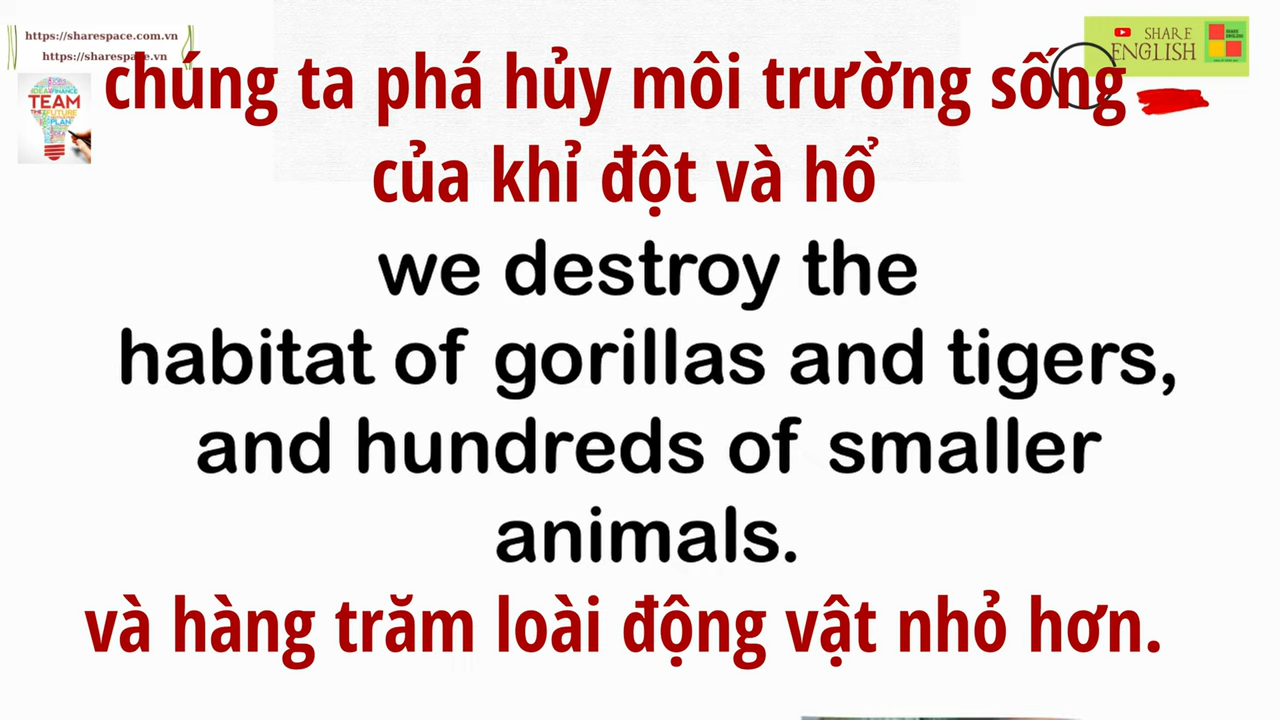 https://sharespace.com.vn
https://sharespace.vn
SHARE
ENGLISH
TEAM
PLAN
chúng ta phá hủy môi trường sống
của khỉ đột và hổ
we destroy the
habitat of gorillas and tigers,
and hundreds of smaller
animals.
và hàng trăm loài động vật nhỏ hơn.